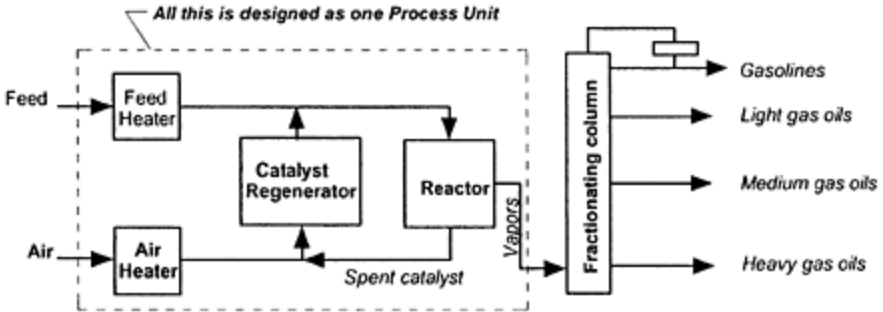 All this is designed as one Process Unit
Feed
Feed
Heater
Catalyst
Regenerator
Reactor
Air
Air
Heater
Spent catalyst
Vapors
Fractionating column
Gasolines
Light gas oils
Medium gas oils
Heavy gas oils